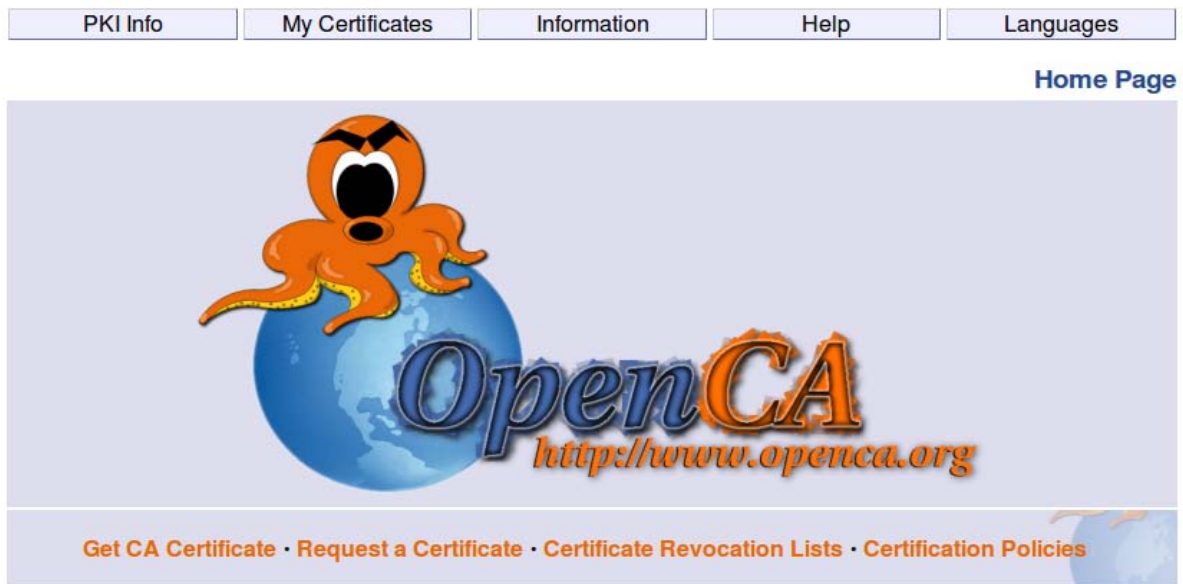 PKI Info My Certificates Information Help Languages
Home Page
OpenCA
http://www.openca.org
Get CA Certificate · Request a Certificate · Certificate Revocation Lists · Certification Policies